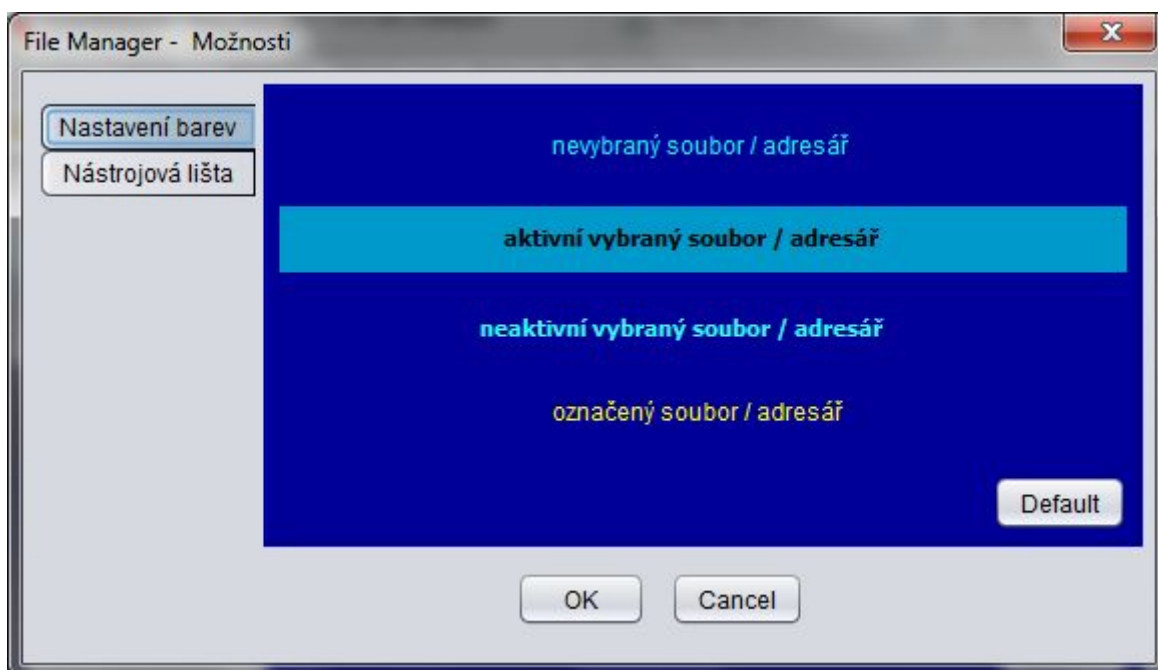 File Manager - Možnosti
Nastavení barev
Nástrojová lišta
nevybraný soubor / adresář
aktivní vybraný soubor / adresář
neaktivní vybraný soubor / adresář
označený soubor / adresář
Default
OK
Cancel